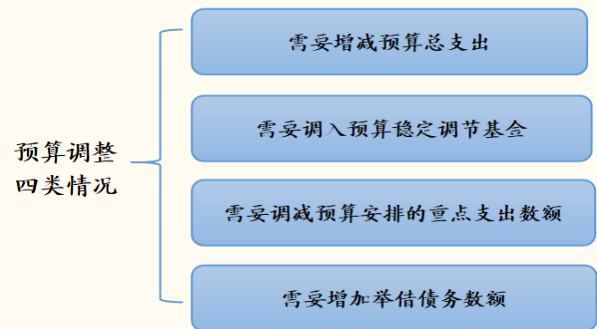 预算调整
四类情况
需要增减预算总支出
需要调入预算稳定调节基金
需要调减预算安排的重点支出数额
需要增加举借债务数额